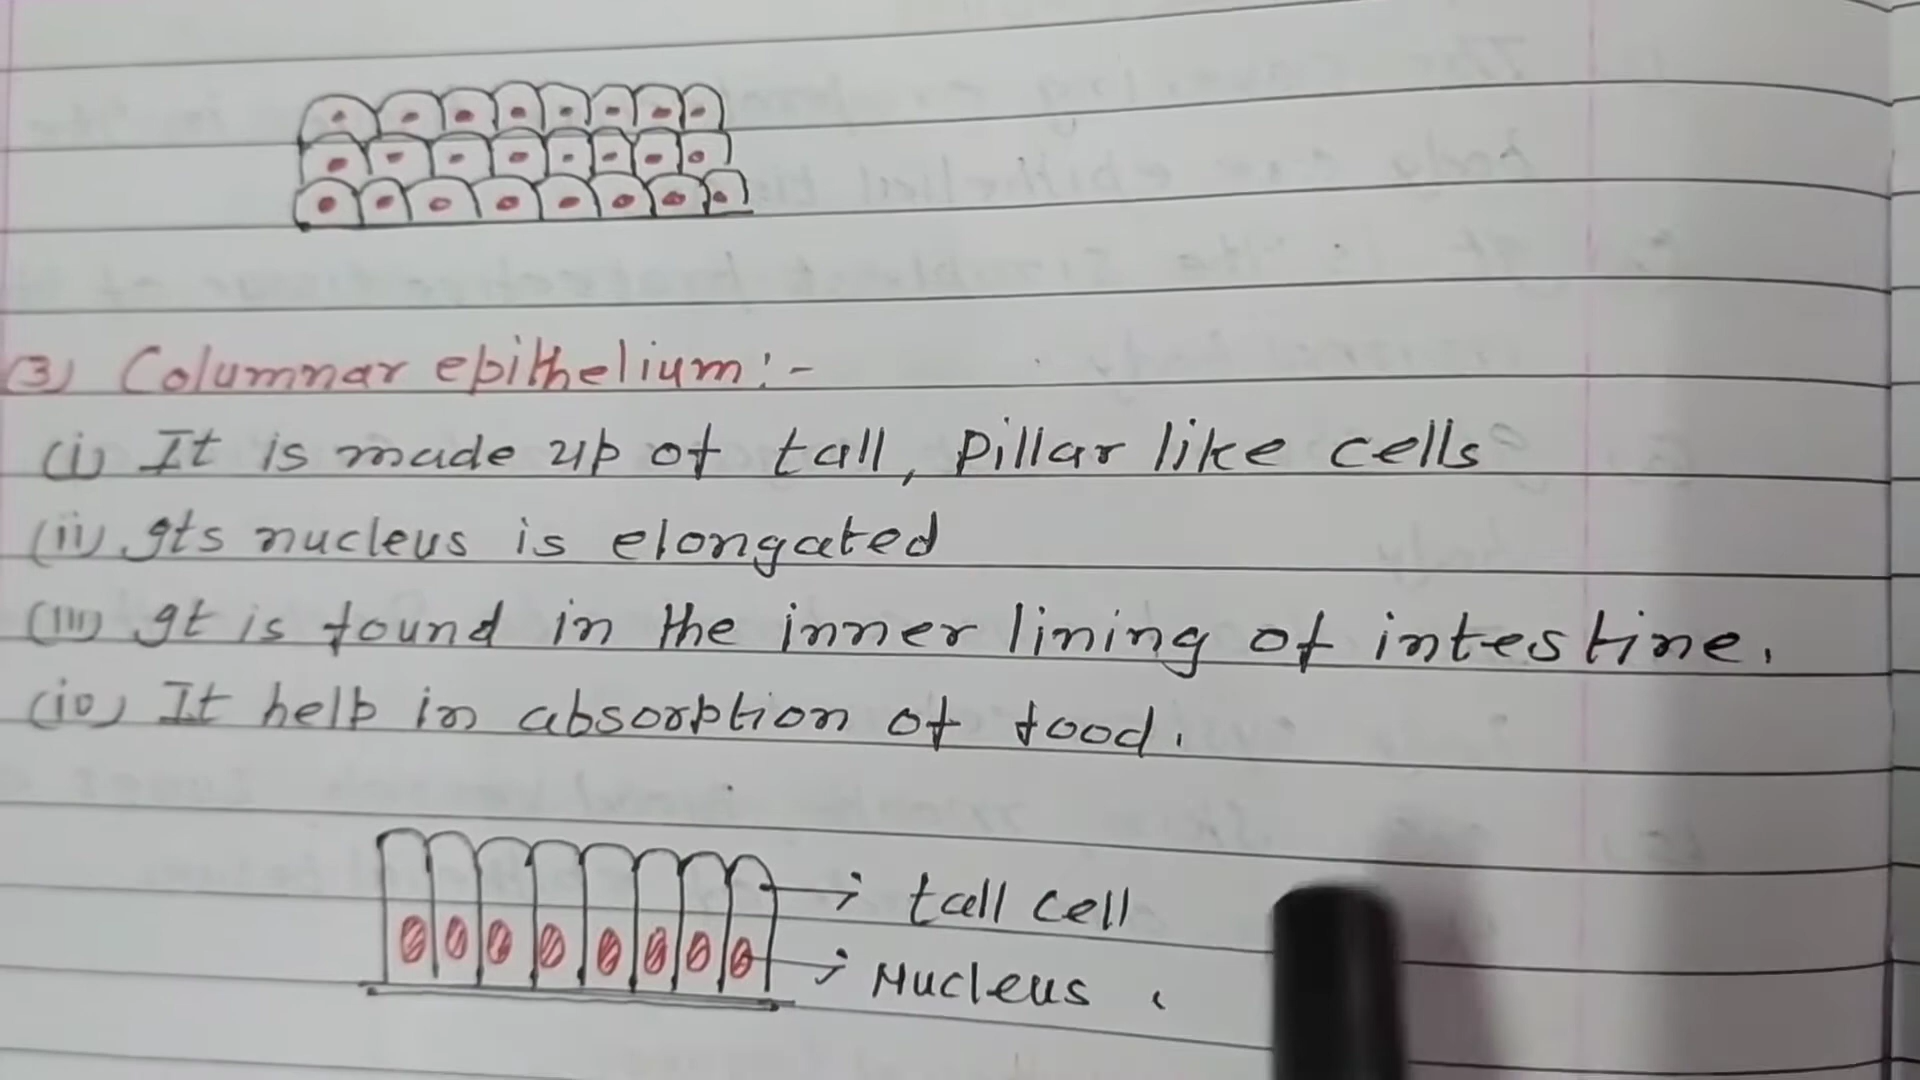 (3) Columnar epithelium :-
(i) It is made up of tall, Pillar like cells
(ii) Its nucleus is elongated
(iii) It is found in the inner lining of intestine.
(iv) It help in absorption of food.
tall cell
Nucleus